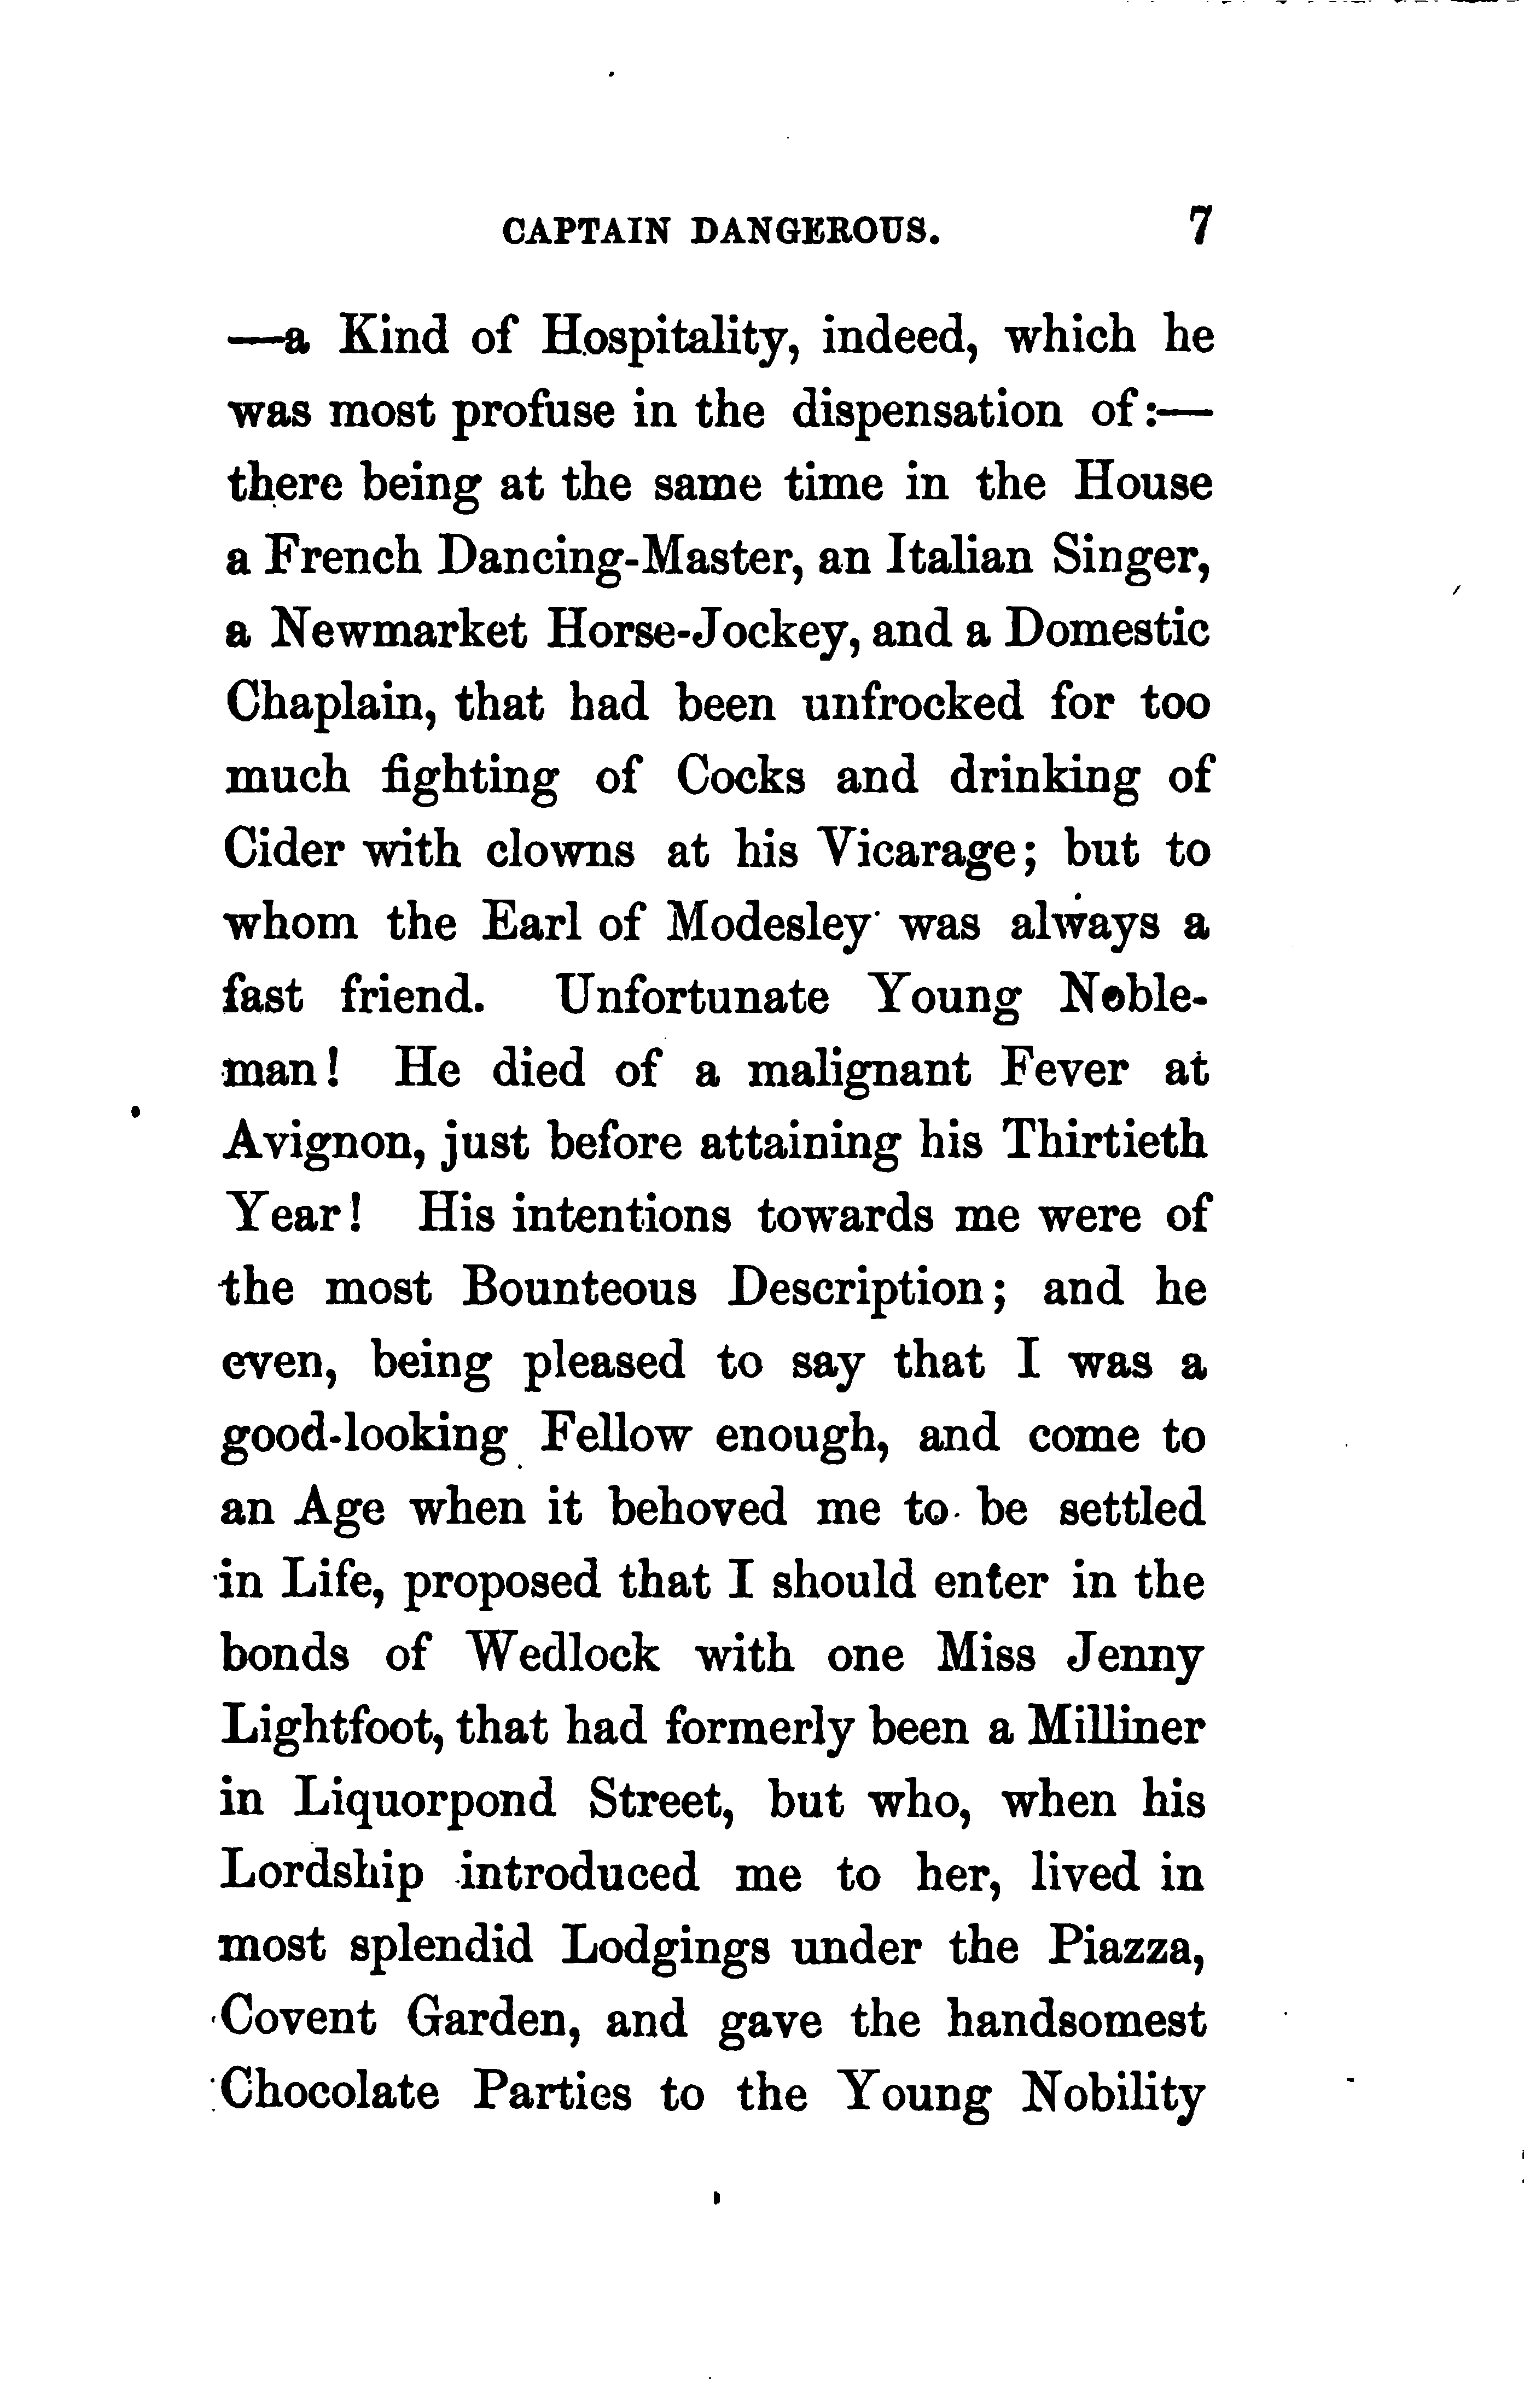 CAPTAIN DANGEROUS. 7
—a Kind of Hospitality, indeed, which he
was most profuse in the dispensation of:—
there being at the same time in the House
a French Dancing-Master, an Italian Singer,
a Newmarket Horse-Jockey, and a Domestic
Chaplain, that had been unfrocked for too
much fighting of Cocks and drinking of
Cider with clowns at his Vicarage; but to
whom the Earl of Modesley was always a
fast friend. Unfortunate Young Noble-
man! He died of a malignant Fever at
Avignon, just before attaining his Thirtieth
Year! His intentions towards me were of
the most Bounteous Description; and he
even, being pleased to say that I was a
good-looking Fellow enough, and come to
an Age when it behoved me to be settled
in Life, proposed that I should enter in the
bonds of Wedlock with one Miss Jenny
Lightfoot, that had formerly been a Milliner
in Liquorpond Street, but who, when his
Lordship introduced me to her, lived in
most splendid Lodgings under the Piazza,
Covent Garden, and gave the handsomest
Chocolate Parties to the Young Nobility